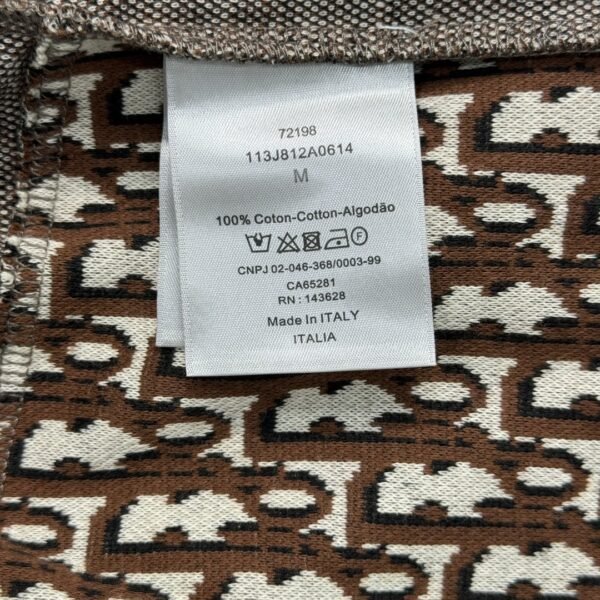 72198
113J812A0614
M
100% Coton-Cotton-Algodão
F
CNPJ 02-046-368/0003-99
CA65281
RN : 143628
Made In ITALY
ITALIA